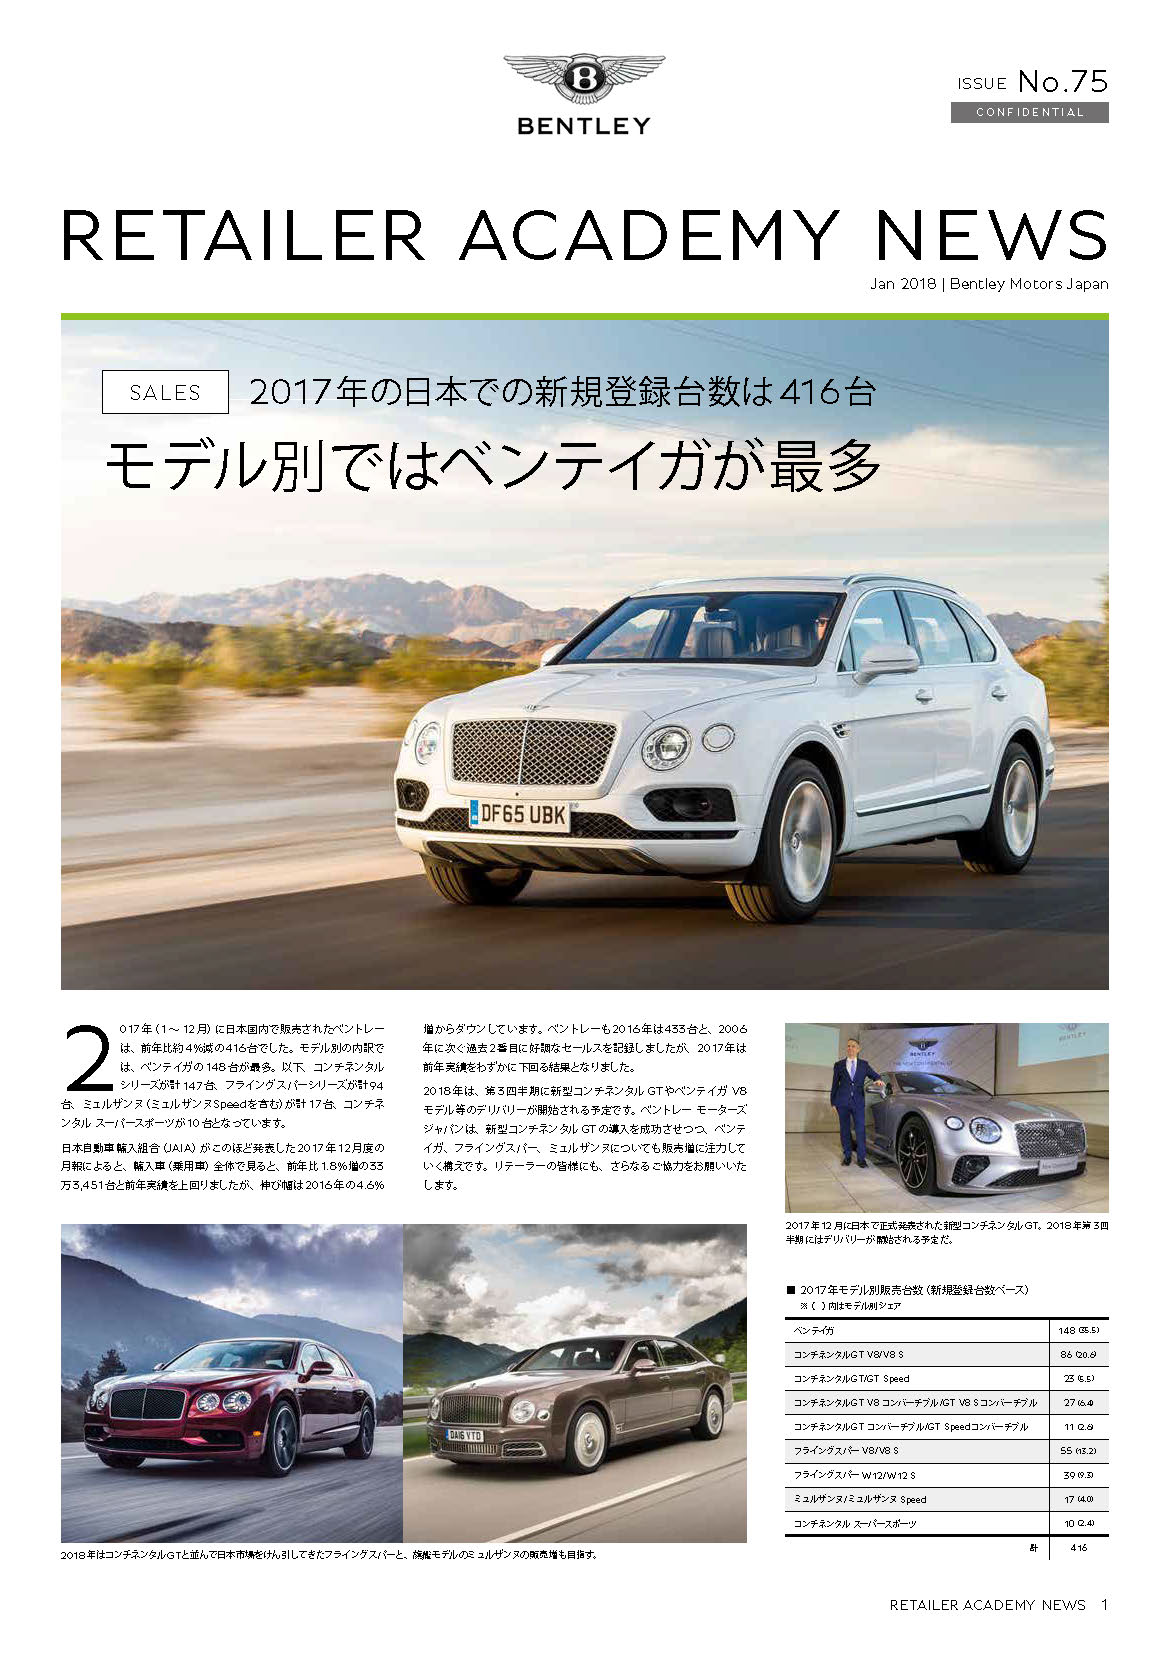 BENTLEY
ISSUE No.75
CONFIDENTIAL
RETAILER ACADEMY NEWS
Jan 2018 | Bentley Motors Japan
SALES
2017年の日本での新規登録台数は416台
モデル別ではベンテイガが最多
DF65 UBK
2017年（1〜12月）に日本国内で販売されたベントレー
は、前年比約4%減の416台でした。モデル別の内訳で
は、ベンテイガの148台が最多。以下、コンチネンタル
シリーズが計147台、フライングスパーシリーズが計94
台、ミュルザンヌ（ミュルザンヌSpeedを含む）が計17台、コンチネ
ンタル スーパースポーツが10台となっています。
日本自動車輸入組合（JAIA）がこのほど発表した2017年12月度の
月報によると、輸入車（乗用車）全体で見ると、前年比1.8%増の33
万3,451台と前年実績を上回りましたが、伸び幅は2016年の4.6%
増からダウンしています。ベントレーも2016年は433台と、2006
年に次ぐ過去2番目に好調なセールスを記録しましたが、2017年は
前年実績をわずかに下回る結果となりました。
2018年は、第3四半期に新型コンチネンタルGTやベンテイガ V8
モデル等のデリバリーが開始される予定です。ベントレー モーターズ
ジャパンは、新型コンチネンタルGTの導入を成功させつつ、ベンテ
イガ、フライングスパー、ミュルザンヌについても販売増に注力して
いく構えです。リテーラーの皆様にも、さらなるご協力をお願いいた
します。
BENTLEY
2017年12月に日本で正式発表された新型コンチネンタルGT。2018年第3四
半期にはデリバリーが開始される予定だ。
DA16 YTD
2018年はコンチネンタルGTと並んで日本市場をけん引してきたフライングスパーと、旗艦モデルのミュルザンヌの販売増も目指す。
■ 2017年モデル別販売台数（新規登録台数ベース）
※（ ）内はモデル別シェア
ベンテイガ 148 (35.5)
コンチネンタルGT V8/V8 S 86 (20.6)
コンチネンタルGT/GT Speed 23 (5.5)
コンチネンタルGT V8 コンバーチブル/GT V8 Sコンバーチブル 27 (6.4)
コンチネンタルGT コンバーチブル/GT Speedコンバーチブル 11 (2.6)
フライングスパー V8/V8 S 55 (13.2)
フライングスパー W12/W12 S 39 (9.3)
ミュルザンヌ/ミュルザンヌ Speed 17 (4.0)
コンチネンタル スーパースポーツ 10 (2.4)
計 416
RETAILER ACADEMY NEWS 1